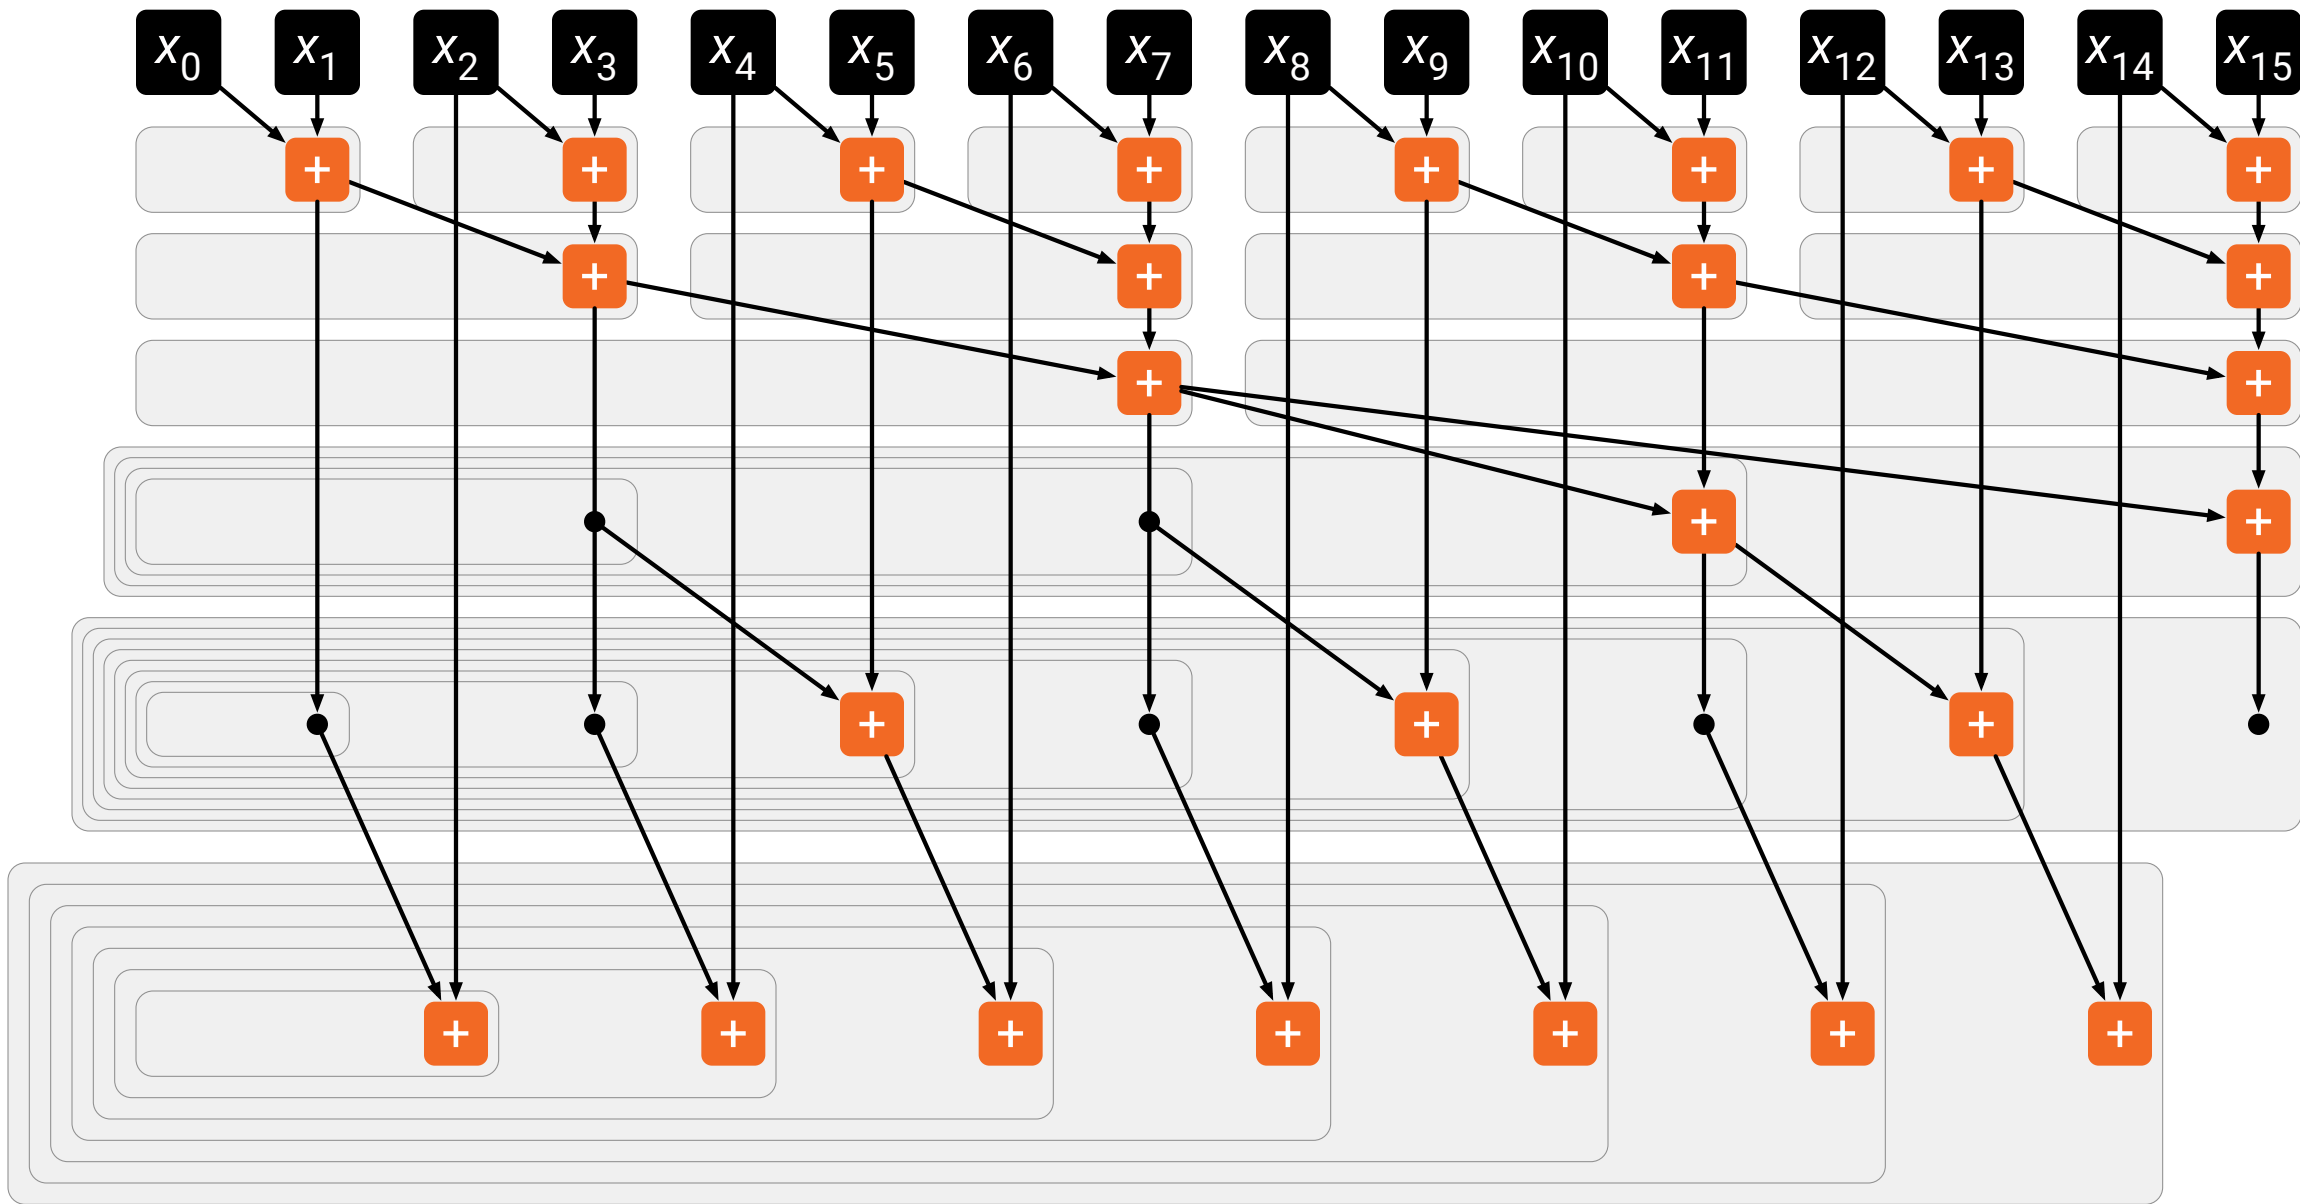 x0 x1 x2 x3 x4 x5 x6 x7 x8 x9 x10 x11 x12 x13 x14 x15
+ + + + + + + +
+ + + +
+ +
+ +
+ + +
+ + + + + + +